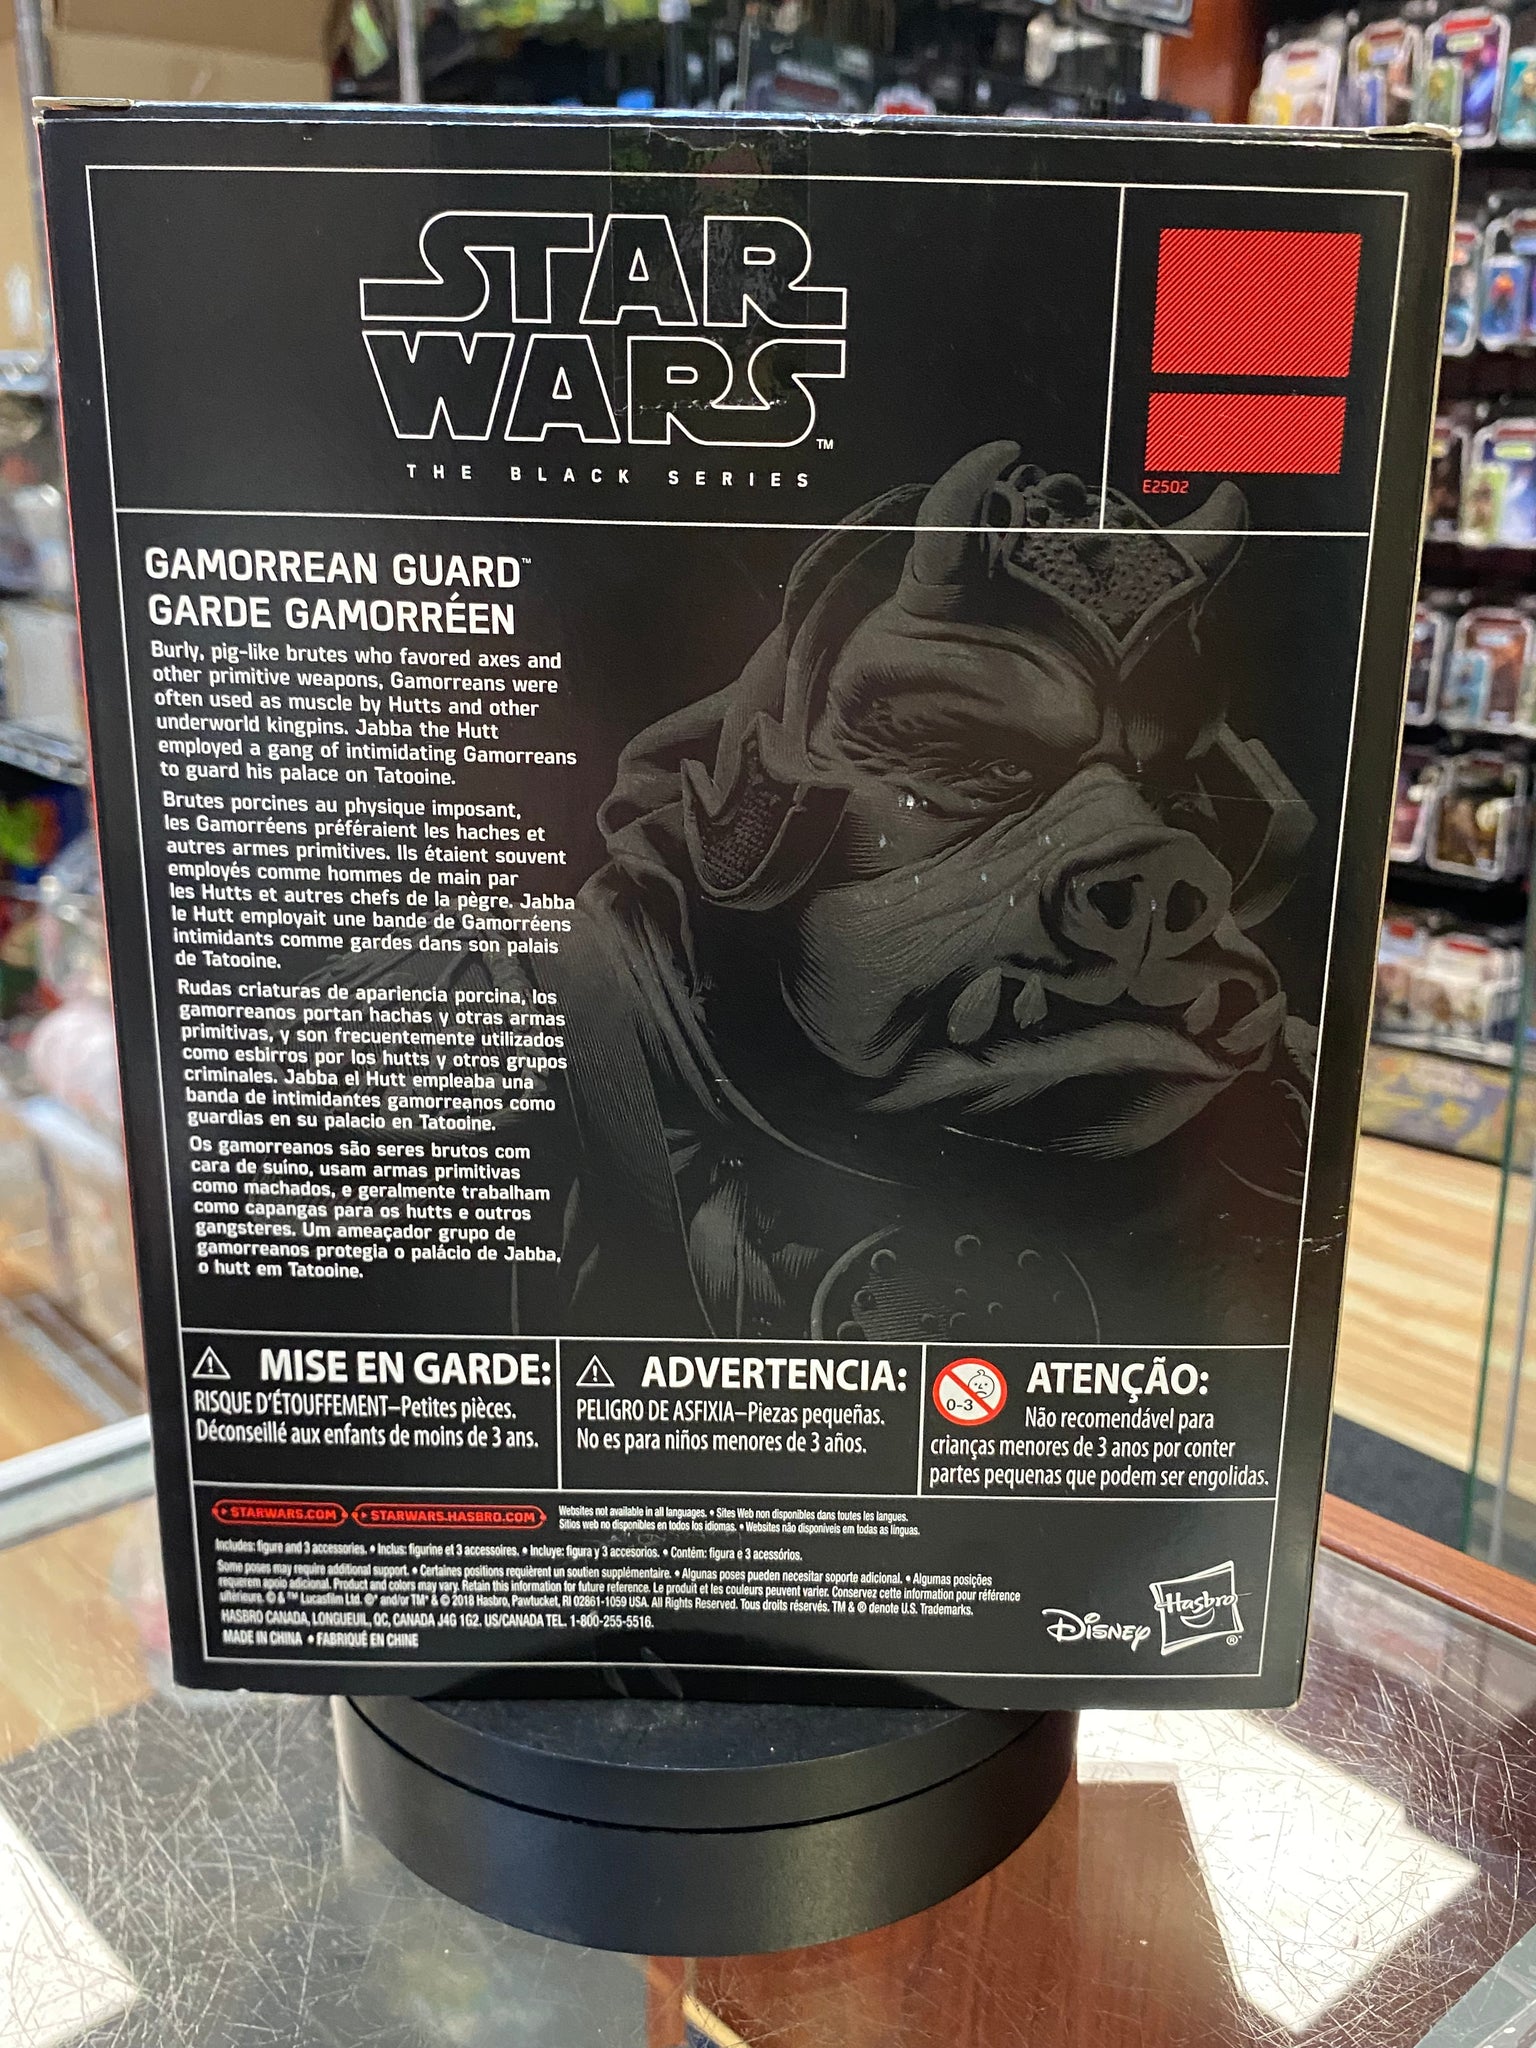 STAR
WARS™
THE BLACK SERIES
E2502
GAMORREAN GUARD™
GARDE GAMORRÉEN
Burly, pig-like brutes who favored axes and
other primitive weapons, Gamorreans were
often used as muscle by Hutts and other
underworld kingpins. Jabba the Hutt
employed a gang of intimidating Gamorreans
to guard his palace on Tatooine.
Brutes porcines au physique imposant,
les Gamorréens préféraient les haches et
autres armes primitives. Ils étaient souvent
employés comme hommes de main par
les Hutts et autres chefs de la pègre. Jabba
le Hutt employait une bande de Gamorréens
intimidants comme gardes dans son palais
de Tatooine.
Rudas criaturas de apariencia porcina, los
gamorreanos portan hachas y otras armas
primitivas, y son frecuentemente utilizados
como esbirros por los hutts y otros grupos
criminales. Jabba el Hutt empleaba una
banda de intimidantes gamorreanos como
guardias en su palacio en Tatooine.
Os gamorreanos são seres brutos com
cara de suíno, usam armas primitivas
como machados, e geralmente trabalham
como capangas para os hutts e outros
gangsteres. Um ameaçador grupo de
gamorreanos protegia o palácio de Jabba,
o hutt em Tatooine.
MISE EN GARDE:
RISQUE D'ÉTOUFFEMENT–Petites pièces.
Déconseillé aux enfants de moins de 3 ans.
ADVERTENCIA:
PELIGRO DE ASFIXIA–Piezas pequeñas.
No es para niños menores de 3 años.
0-3
ATENÇÃO:
Não recomendável para
crianças menores de 3 anos por conter
partes pequenas que podem ser engolidas.
STARWARS.COM STARWARS.HASBRO.COM
Websites not available in all languages. • Sites Web non disponibles dans toutes les langues.
Sitios web no disponibles en todos los idiomas. • Websites não disponíveis em todas as línguas.
Includes: figure and 3 accessories. • Inclus: figurine et 3 accessoires. • Incluye: figura y 3 accesorios. • Contém: figura e 3 acessórios.
Some poses may require additional support. • Certaines positions requièrent un soutien supplémentaire. • Algunas poses pueden necesitar soporte adicional. • Algumas posições
requerem apoio adicional. Product and colors may vary. Retain this information for future reference. Le produit et les couleurs peuvent varier. Conservez cette information pour référence
ultérieure. © & ™ Lucasfilm Ltd. ®* and/or TM* & © 2018 Hasbro, Pawtucket, RI 02861-1059 USA. All Rights Reserved. Tous droits réservés. TM & ® denote U.S. Trademarks.
HASBRO CANADA, LONGUEUIL, QC, CANADA J4G 1G2. US/CANADA TEL. 1-800-255-5516.
MADE IN CHINA • FABRIQUÉ EN CHINE
Disney
Hasbro®